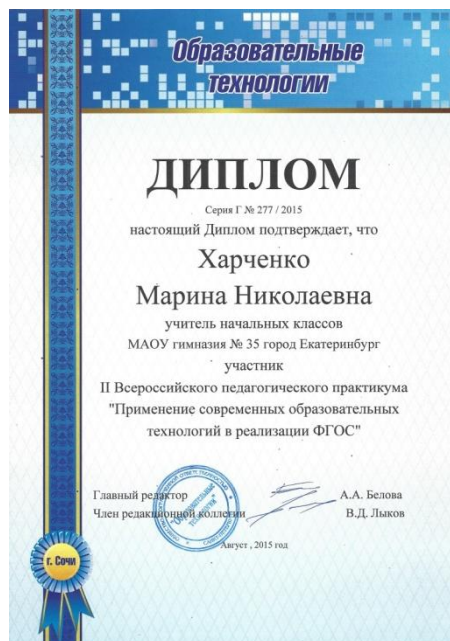 Образовательные
технологии
ДИПЛОМ
Серия Г № 277 / 2015
настоящий Диплом подтверждает, что
Харченко
Марина Николаевна
учитель начальных классов
МАОУ гимназия № 35 город Екатеринбург
участник
II Всероссийского педагогического практикума
"Применение современных образовательных
технологий в реализации ФГОС"
Главный редактор А.А. Белова
Член редакционной коллегии В.Д. Лыков
"Образовательные
технологии"
Август , 2015 год
г. Сочи